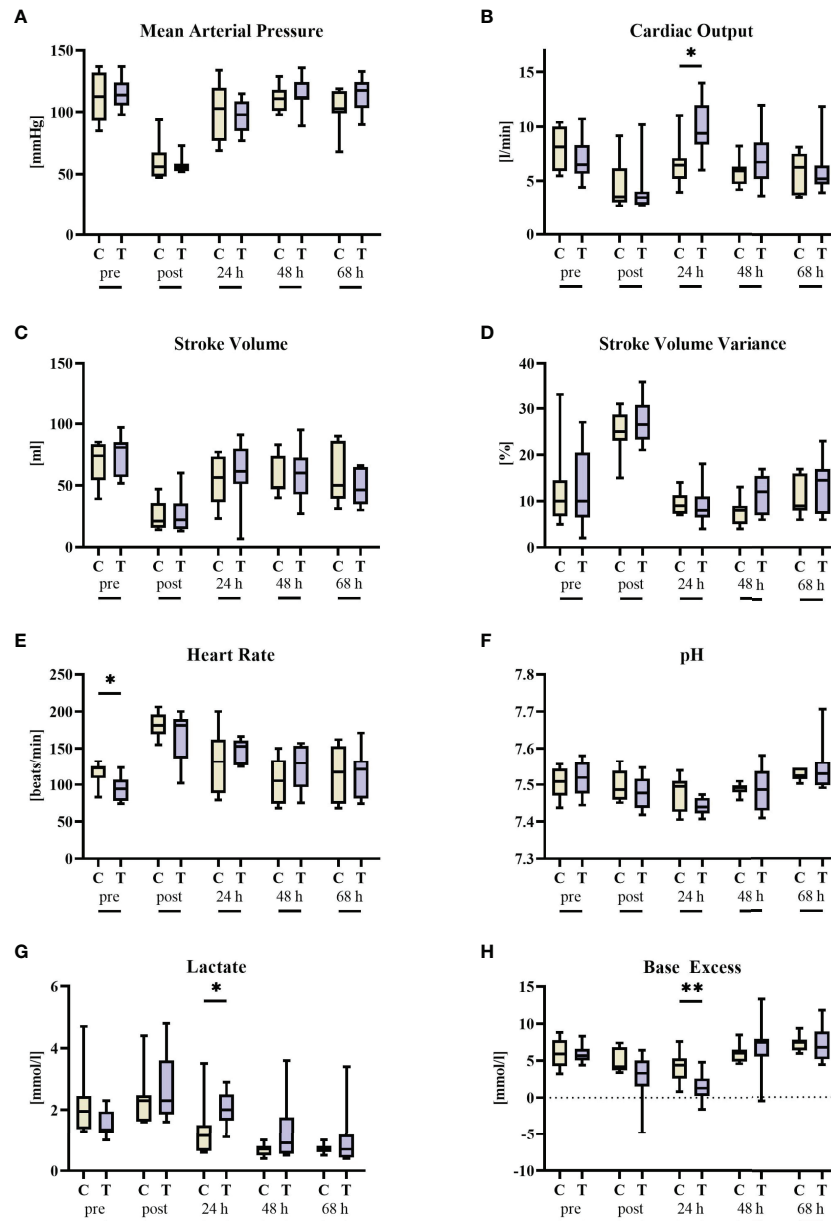 A
Mean Arterial Pressure
[mmHg]
150
100
50
0
C T C T C T C T C T
pre post 24 h 48 h 68 h
B
Cardiac Output
[l/min]
15
10
5
0
*
C T C T C T C T C T
pre post 24 h 48 h 68 h
C
Stroke Volume
[ml]
150
100
50
0
C T C T C T C T C T
pre post 24 h 48 h 68 h
D
Stroke Volume Variance
[%]
40
30
20
10
0
C T C T C T C T C T
pre post 24 h 48 h 68 h
E
Heart Rate
[beats/min]
250
200
150
100
50
0
*
C T C T C T C T C T
pre post 24 h 48 h 68 h
F
pH
7.8
7.6
7.5
7.4
7.3
C T C T C T C T C T
pre post 24 h 48 h 68 h
G
Lactate
[mmol/l]
6
4
2
0
*
C T C T C T C T C T
pre post 24 h 48 h 68 h
H
Base Excess
[mmol/l]
15
10
5
0
-5
-10
**
C T C T C T C T C T
pre post 24 h 48 h 68 h